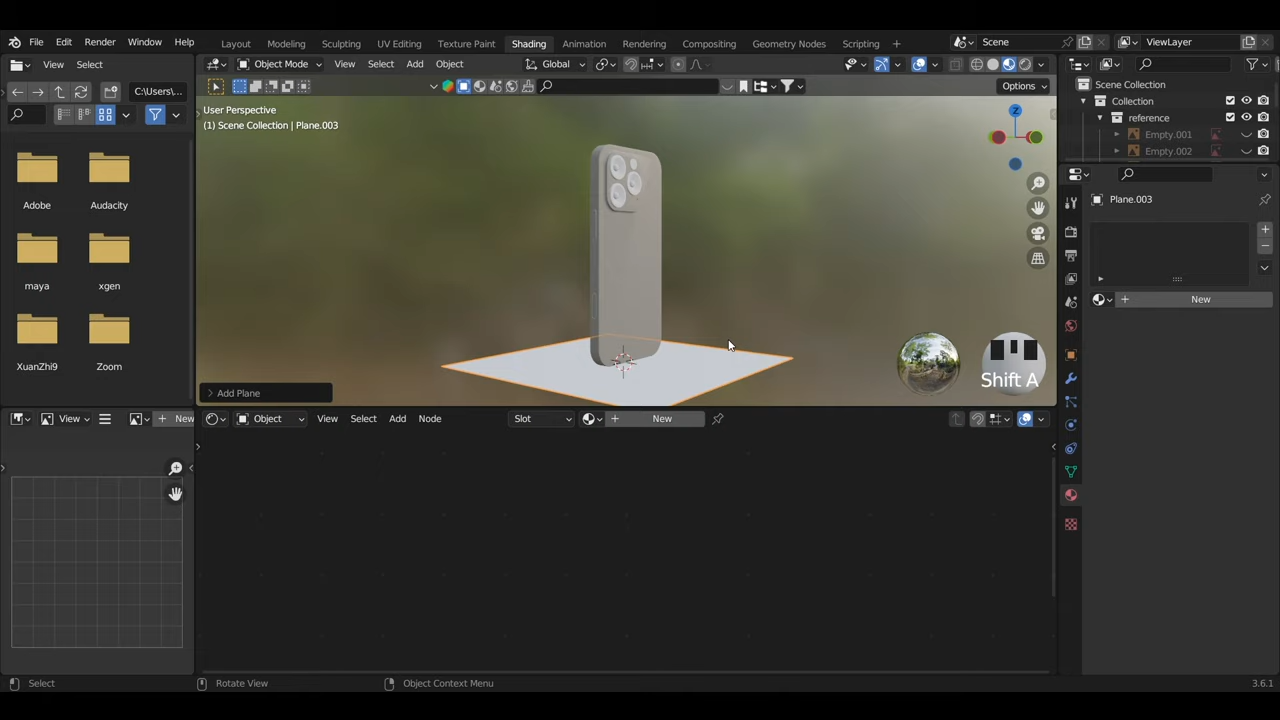 File Edit Render Window Help Layout Modeling Sculpting UV Editing Texture Paint Shading Animation Rendering Compositing Geometry Nodes Scripting + Scene ViewLayer
View Select Object Mode View Select Add Object Global
C:\Users\... Options
User Perspective
(1) Scene Collection | Plane.003
Z
Scene Collection
Collection
reference
Empty.001
Empty.002
Plane.003
New
Adobe Audacity
maya xgen
XuanZhi9 Zoom
Shift A
Add Plane
View New Object View Select Add Node Slot New
Select Rotate View Object Context Menu 3.6.1